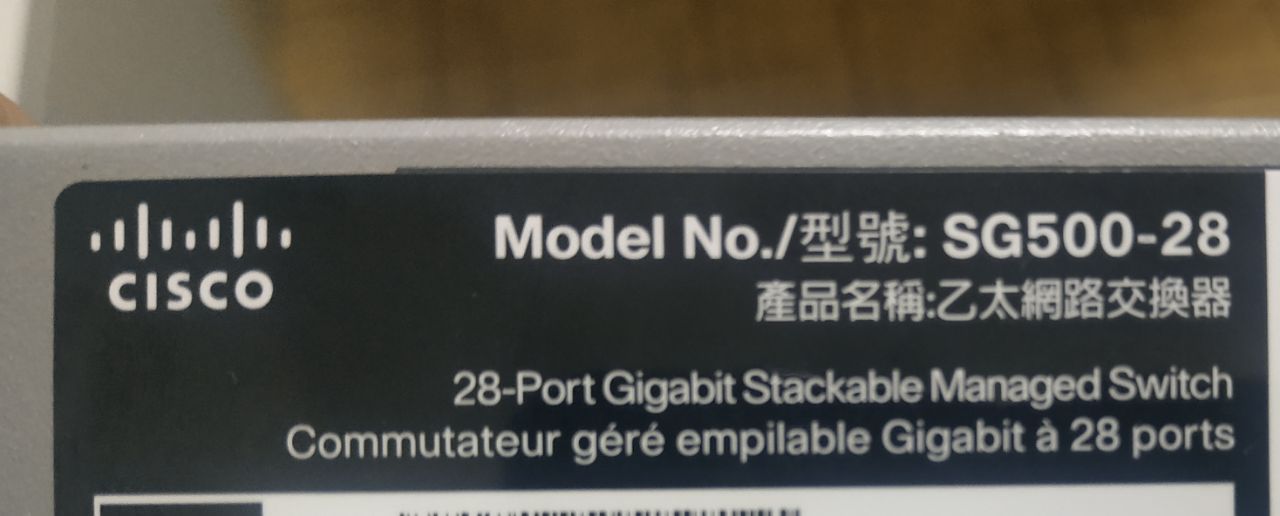 CISCO
Model No./型號: SG500-28
產品名稱:乙太網路交換器
28-Port Gigabit Stackable Managed Switch
Commutateur géré empilable Gigabit à 28 ports